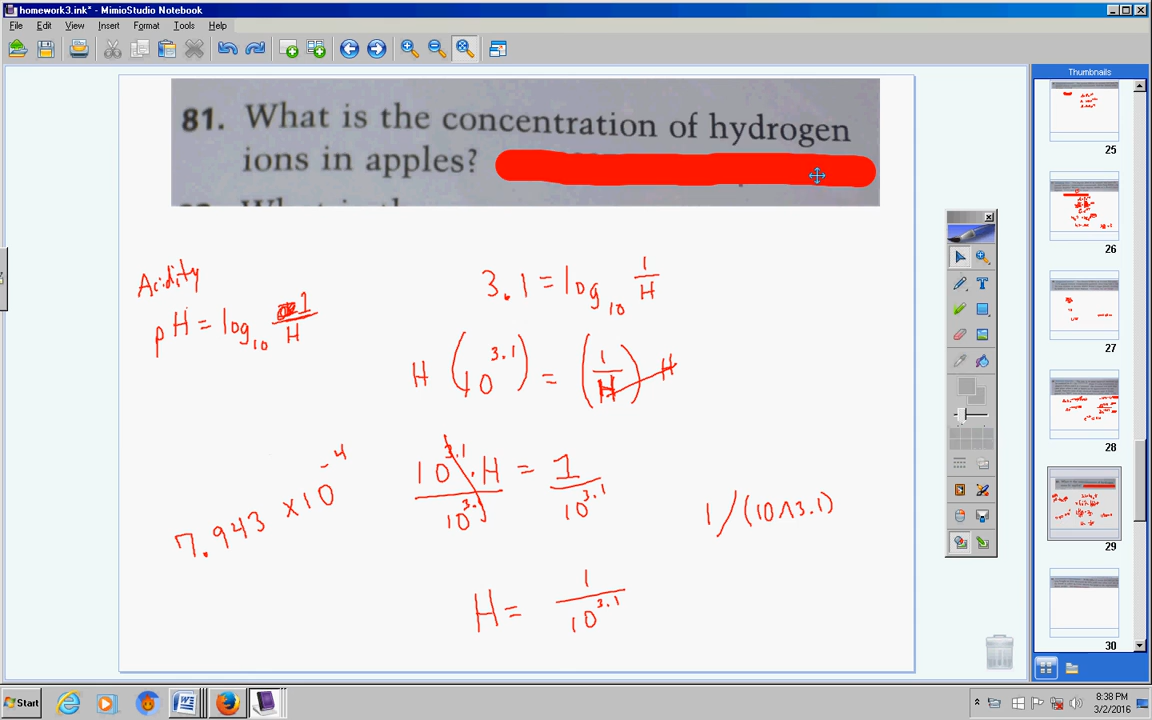 homework3.ink* - MimioStudio Notebook
File Edit View Insert Format Tools Help
Thumbnails
81. What is the concentration of hydrogen
ions in apples?
Acidity
pH = log10 1/H
3.1 = log10 1/H
H (10^3.1) = (1/H) H
10^3.1 · H / 10^3.1 = 1 / 10^3.1
7.943 x 10^-4
1/(10^3.1)
H = 1 / 10^3.1
25
26
27
28
29
30
Start
8:38 PM
3/2/2016